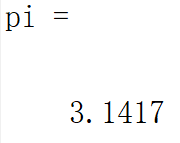 pi =
3.1417